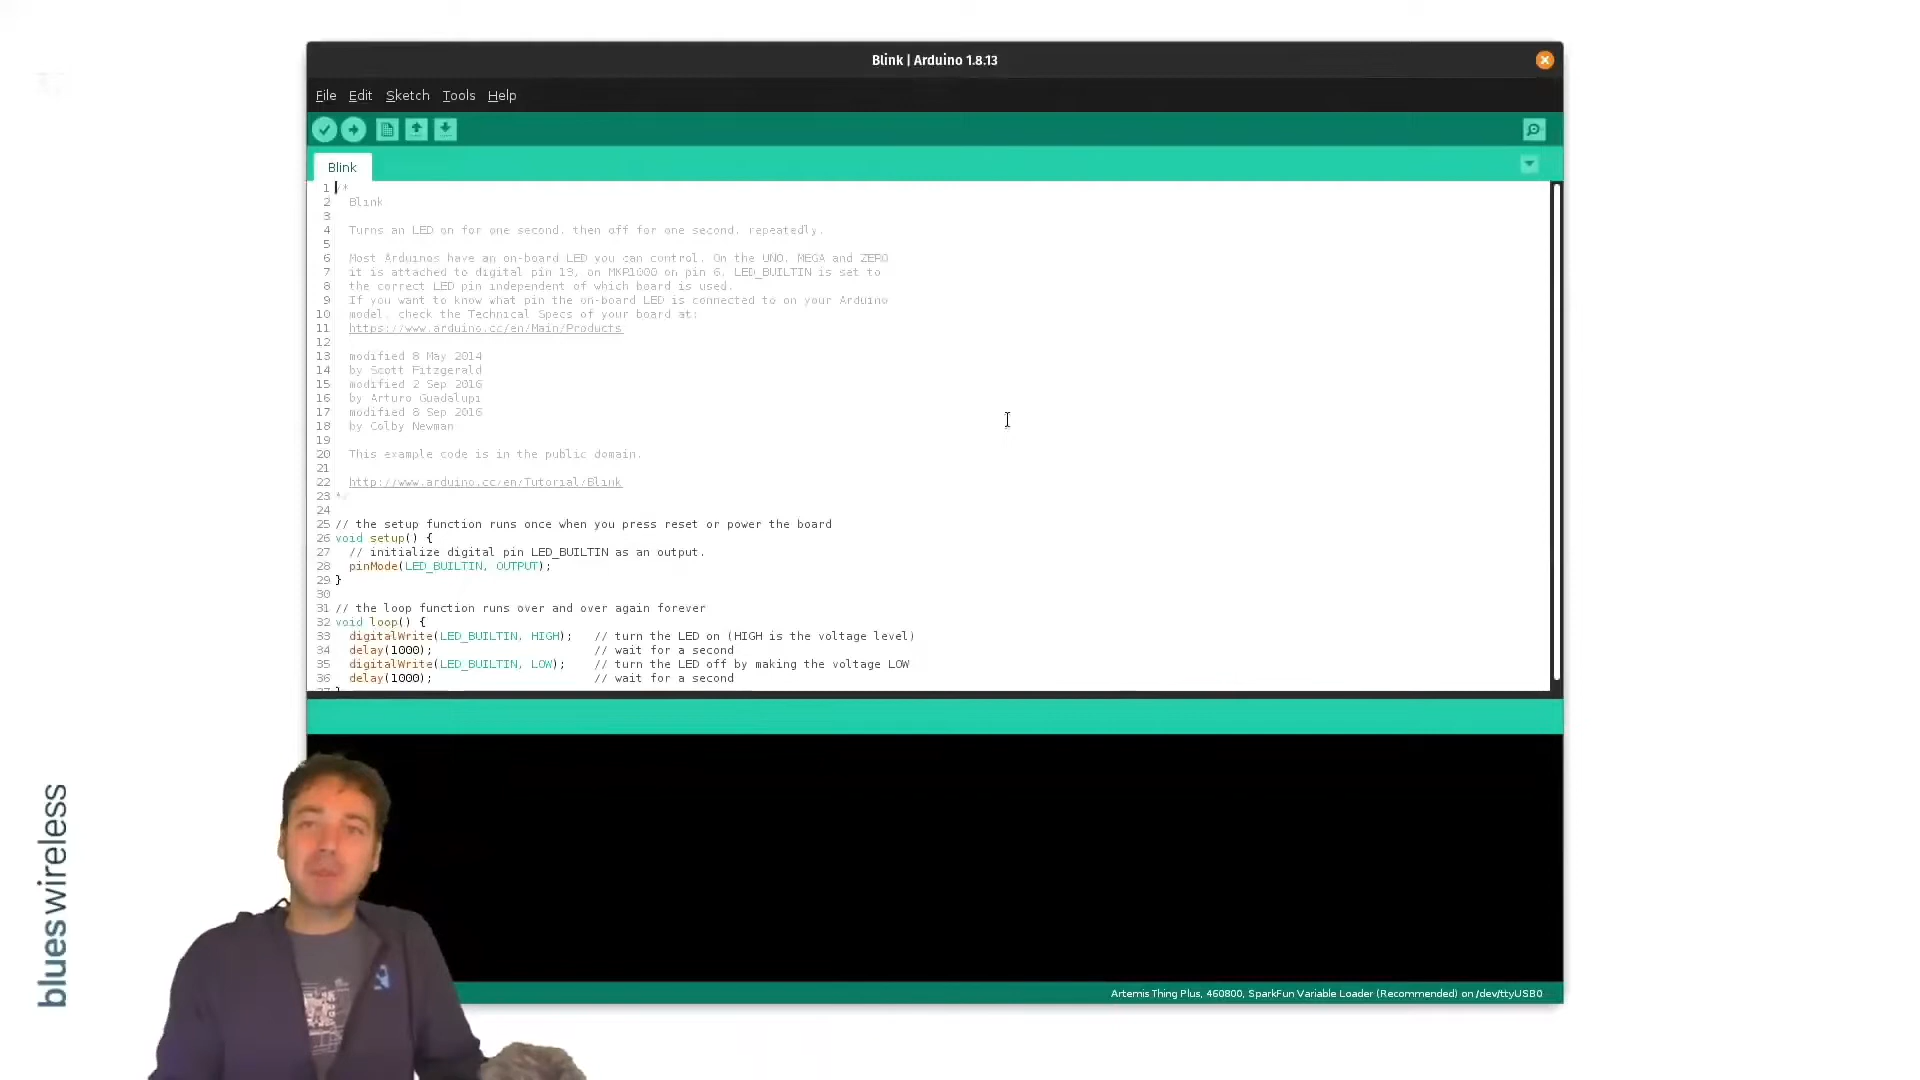 Blink | Arduino 1.8.13
File Edit Sketch Tools Help
Blink
1 /*
2 Blink
3
4 Turns an LED on for one second, then off for one second, repeatedly.
5
6 Most Arduinos have an on-board LED you can control. On the UNO, MEGA and ZERO
7 it is attached to digital pin 13, on MKR1000 on pin 6. LED_BUILTIN is set to
8 the correct LED pin independent of which board is used.
9 If you want to know what pin the on-board LED is connected to on your Arduino
10 model, check the Technical Specs of your board at:
11 https://www.arduino.cc/en/Main/Products
12
13 modified 8 May 2014
14 by Scott Fitzgerald
15 modified 2 Sep 2016
16 by Arturo Guadalupi
17 modified 8 Sep 2016
18 by Colby Newman
19
20 This example code is in the public domain.
21
22 http://www.arduino.cc/en/Tutorial/Blink
23 */
24
25 // the setup function runs once when you press reset or power the board
26 void setup() {
27 // initialize digital pin LED_BUILTIN as an output.
28 pinMode(LED_BUILTIN, OUTPUT);
29 }
30
31 // the loop function runs over and over again forever
32 void loop() {
33 digitalWrite(LED_BUILTIN, HIGH); // turn the LED on (HIGH is the voltage level)
34 delay(1000); // wait for a second
35 digitalWrite(LED_BUILTIN, LOW); // turn the LED off by making the voltage LOW
36 delay(1000); // wait for a second
37 }
Artemis Thing Plus, 460800, SparkFun Variable Loader (Recommended) on /dev/ttyUSB0
blues wireless